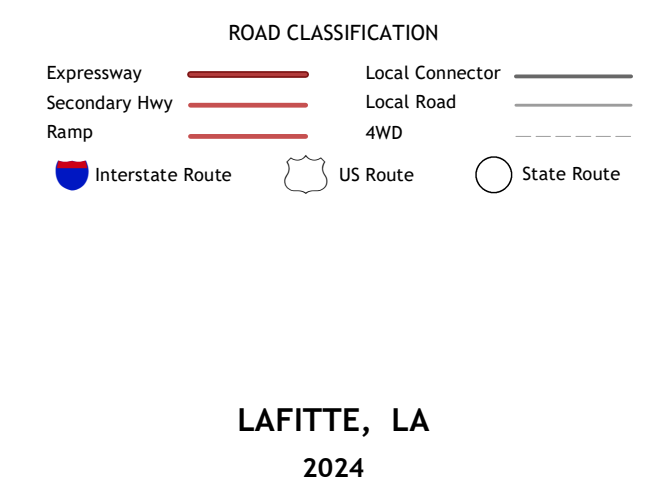 ROAD CLASSIFICATION
Expressway
Secondary Hwy
Ramp
Local Connector
Local Road
4WD
Interstate Route
US Route
State Route
LAFITTE, LA
2024